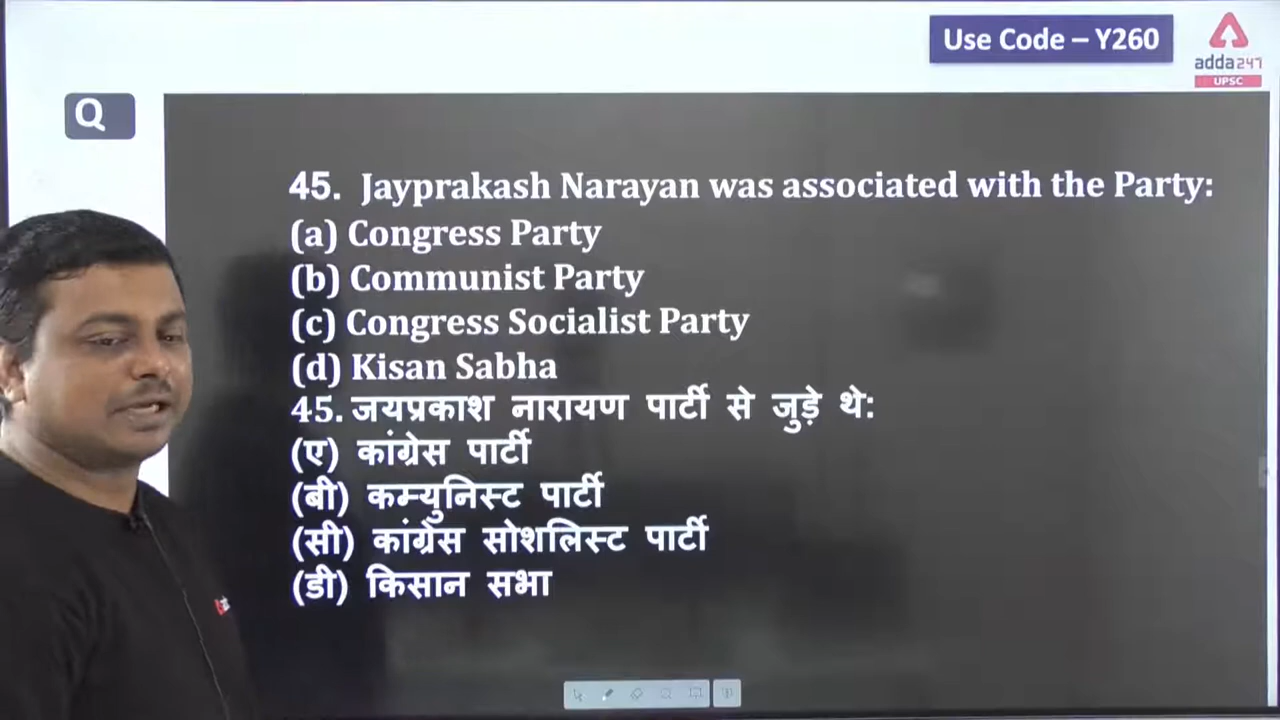 Use Code – Y260
adda247
UPSC
Q
45. Jayprakash Narayan was associated with the Party:
(a) Congress Party
(b) Communist Party
(c) Congress Socialist Party
(d) Kisan Sabha
45. जयप्रकाश नारायण पार्टी से जुड़े थे:
(ए) कांग्रेस पार्टी
(बी) कम्युनिस्ट पार्टी
(सी) कांग्रेस सोशलिस्ट पार्टी
(डी) किसान सभा